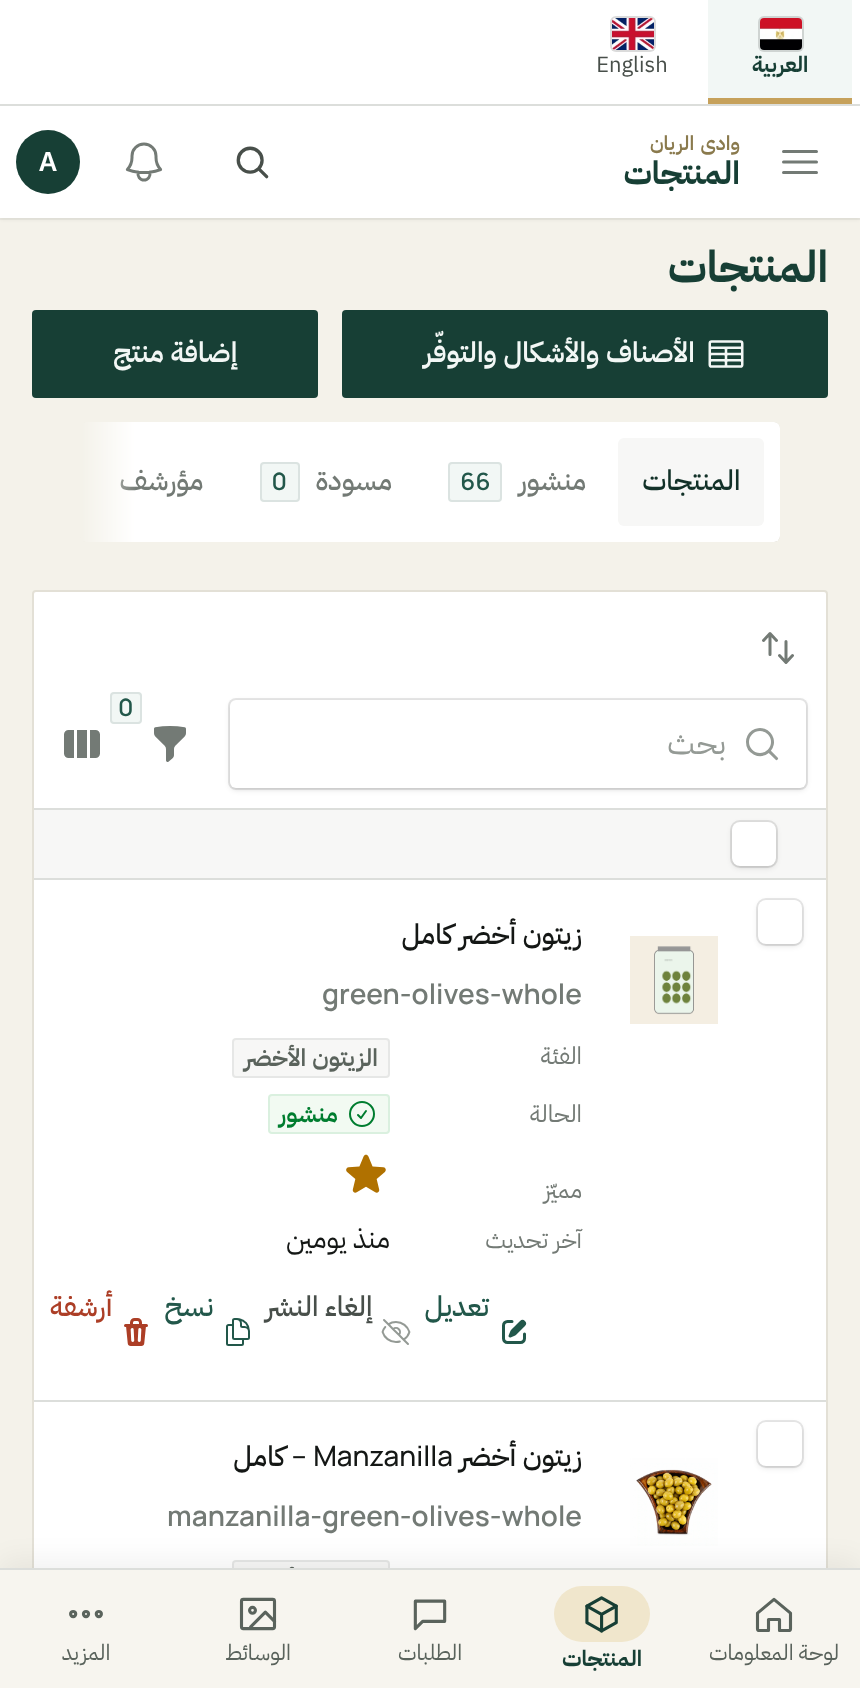 العربية
English
وادى الريان
المنتجات
A
المنتجات
الأصناف والأشكال والتوفّر
إضافة منتج
المنتجات
منشور 66
مسودة 0
مؤرشف
0
بحث
زيتون أخضر كامل
green-olives-whole
الفئة الزيتون الأخضر
الحالة منشور
مميّز
آخر تحديث منذ يومين
تعديل إلغاء النشر نسخ أرشفة
زيتون أخضر Manzanilla – كامل
manzanilla-green-olives-whole
لوحة المعلومات
المنتجات
الطلبات
الوسائط
المزيد